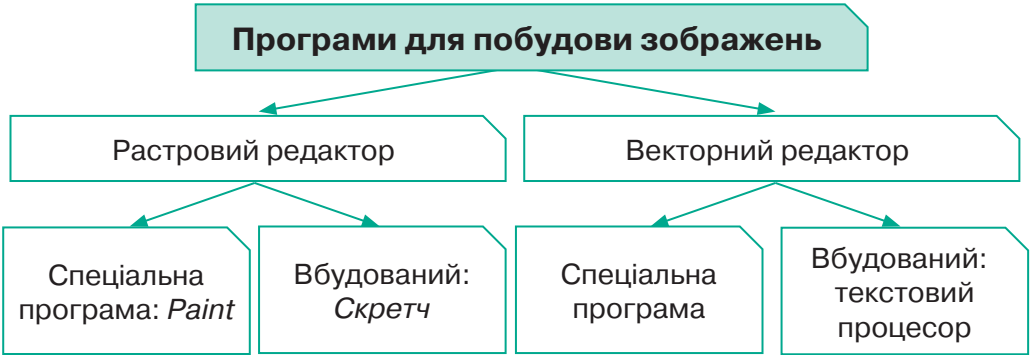 Програми для побудови зображень
Растровий редактор
Векторний редактор
Спеціальна
програма: Paint
Вбудований:
Скретч
Спеціальна
програма
Вбудований:
текстовий
процесор